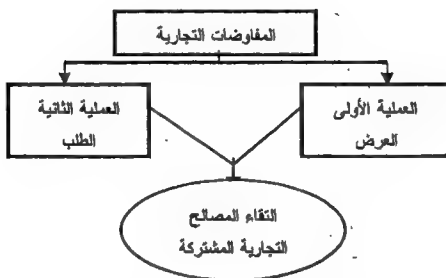 المفاوضات التجارية
العملية الأولى
العرض
العملية الثانية
الطلب
التقاء المصالح
التجارية المشتركة